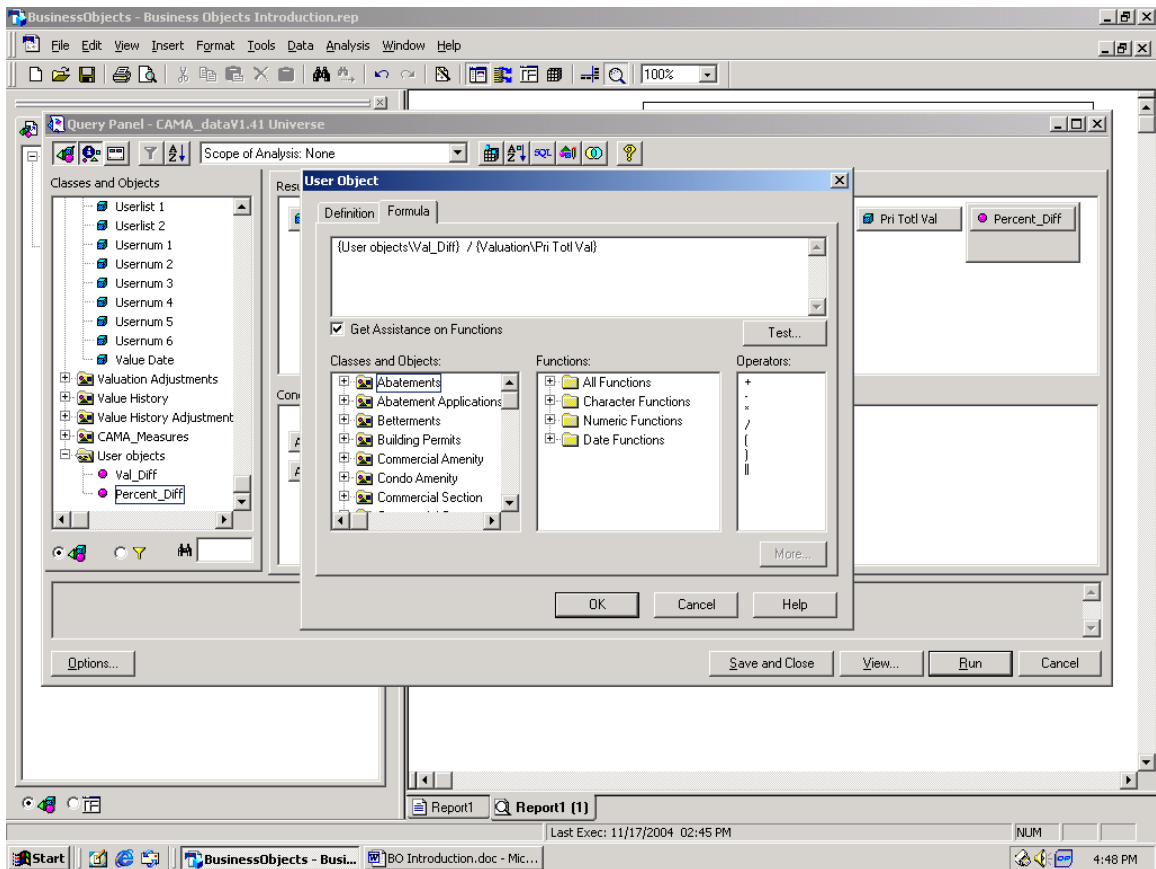 BusinessObjects - Business Objects Introduction.rep
File Edit View Insert Format Tools Data Analysis Window Help
100%
Query Panel - CAMA_dataV1.41 Universe
Scope of Analysis: None
Classes and Objects
Userlist 1
Userlist 2
Usernum 1
Usernum 2
Usernum 3
Usernum 4
Usernum 5
Usernum 6
Value Date
Valuation Adjustments
Value History
Value History Adjustment
CAMA_Measures
User objects
Val_Diff
Percent_Diff
Pri Totl Val
Percent_Diff
User Object
Definition Formula
{User objects\Val_Diff} / {Valuation\Pri Totl Val}
Get Assistance on Functions
Test...
Classes and Objects:
Abatements
Abatement Applications
Betterments
Building Permits
Commercial Amenity
Condo Amenity
Commercial Section
Functions:
All Functions
Character Functions
Numeric Functions
Date Functions
Operators:
+
-
*
/
(
)
||
More...
OK Cancel Help
Options... Save and Close View... Run Cancel
Report1 Report1 (1)
Last Exec: 11/17/2004 02:45 PM NUM
Start BusinessObjects - Busi... BO Introduction.doc - Mic... 4:48 PM